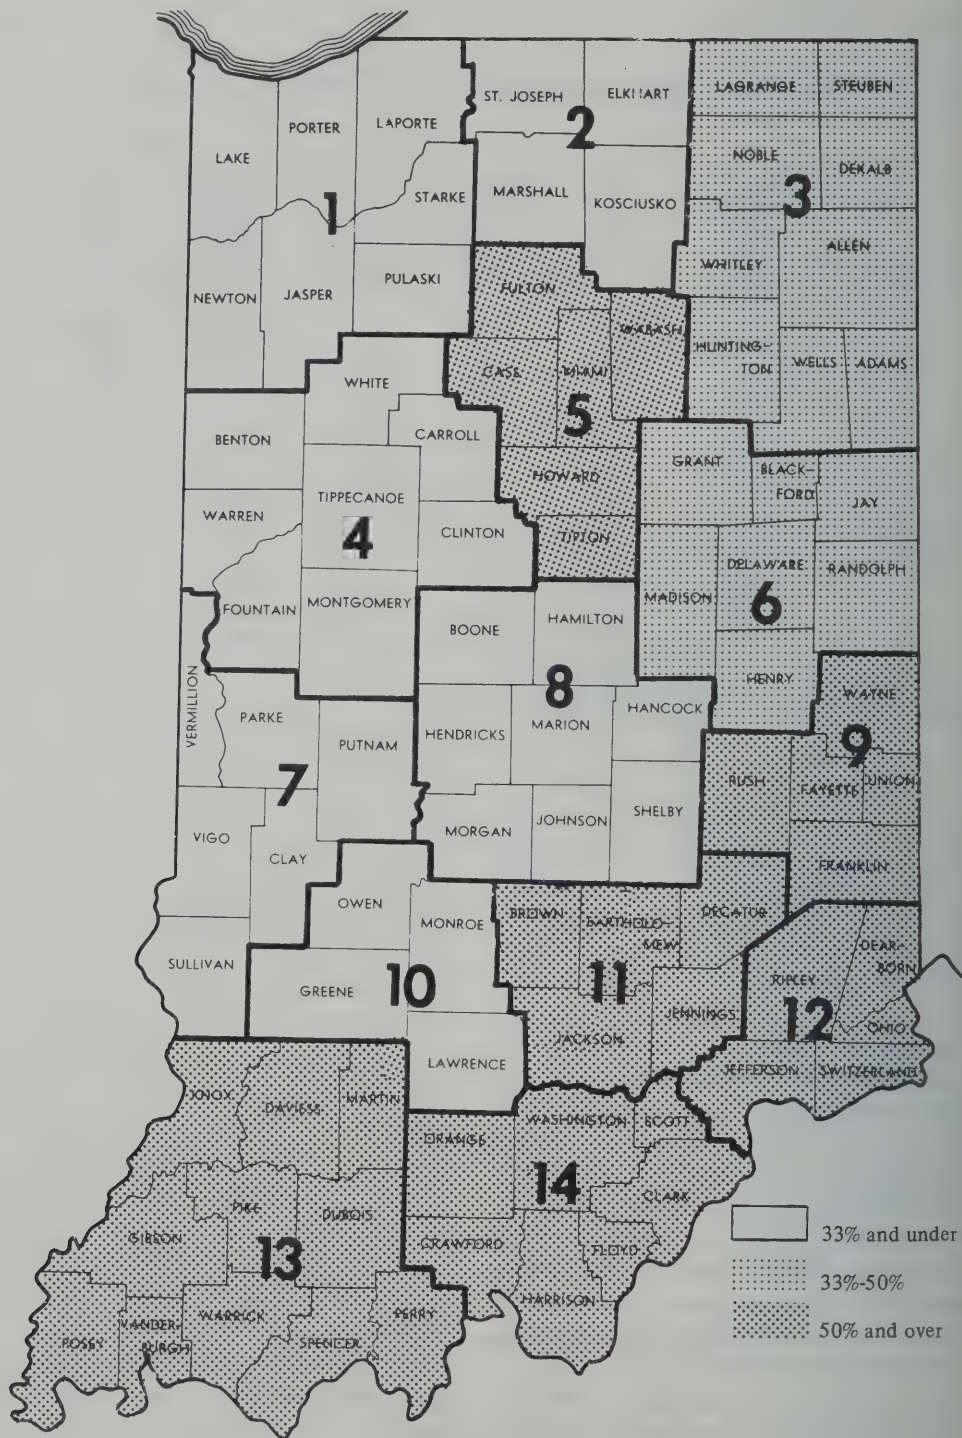 LAGRANGE
STEUBEN
ST. JOSEPH
ELKHART
2
PORTER
LAPORTE
LAKE
NOBLE
DEKALB
3
MARSHALL
KOSCIUSKO
STARKE
1
ALLEN
WHITLEY
PULASKI
NEWTON
JASPER
FULTON
WABASH
HUNTING-
TON
WELLS
ADAMS
WHITE
CASE
MIAMI
5
BENTON
CARROLL
GRANT
BLACK-
FORD
JAY
HOWARD
TIPPECANOE
WARREN
4
CLINTON
TIPTON
DELAWARE
RANDOLPH
MADISON
6
FOUNTAIN
MONTGOMERY
BOONE
HAMILTON
HENRY
WAYNE
VERMILLION
8
HANCOCK
PARKE
HENDRICKS
MARION
9
PUTNAM
7
RUSH
FAYETTE
UNION
VIGO
MORGAN
JOHNSON
SHELBY
CLAY
FRANKLIN
OWEN
MONROE
BROWN
BARTHOLO-
MEW
DECATUR
DEAR-
BORN
SULLIVAN
GREENE
10
11
RIPLEY
12
JENNINGS
OHIO
JACKSON
LAWRENCE
JEFFERSON
SWITZERLAND
KNOX
DAVIESS
MARTIN
ORANGE
WASHINGTON
SCOTT
14
CLARK
PIKE
DUBOIS
GIBSON
13
CRAWFORD
FLOYD
HARRISON
POSEY
VANDER-
BURGH
WARRICK
SPENCER
PERRY
33% and under
33%-50%
50% and over